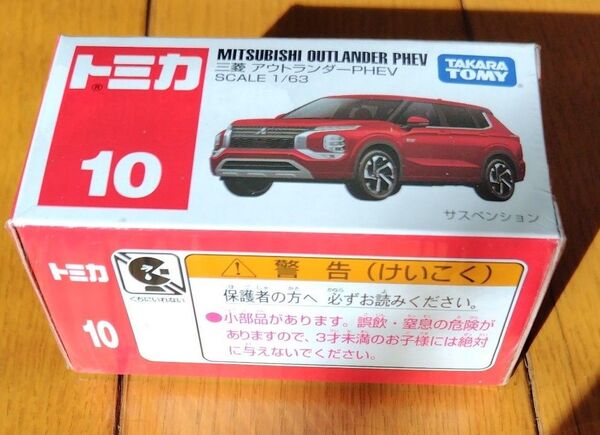 トミカ
®
10
MITSUBISHI OUTLANDER PHEV
三菱 アウトランダーPHEV
SCALE 1/63
TAKARA
TOMY
サスペンション
トミカ
10
くちにいれない
警告(けいこく)
保護者の方へ 必ずお読みください。
●小部品があります。誤飲・窒息の危険が
ありますので、3才未満のお子様には絶対
に与えないでください。